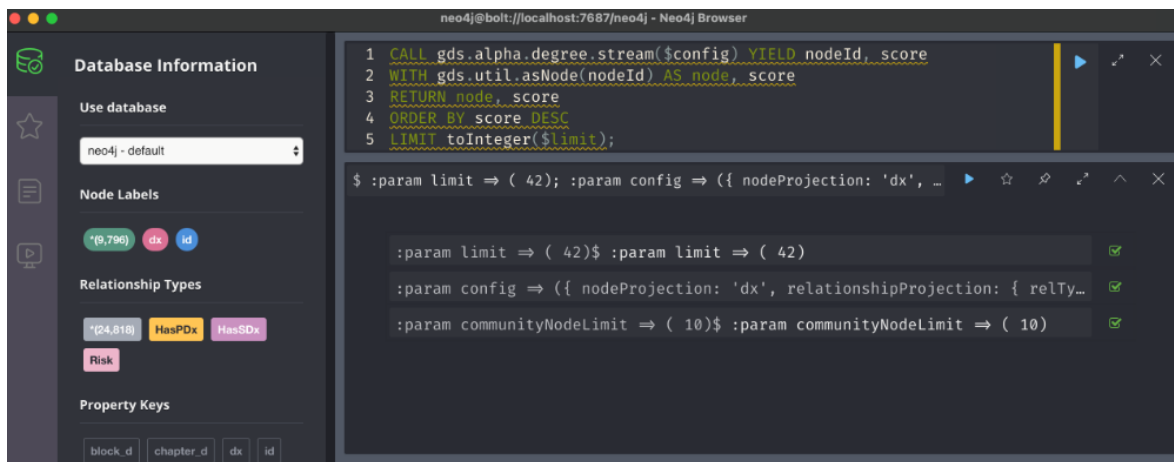 neo4j@bolt://localhost:7687/neo4j - Neo4j Browser
Database Information
Use database
neo4j - default
Node Labels
*(9,796) dx id
Relationship Types
*(24,818) HasPDx HasSDx
Risk
Property Keys
block_d chapter_d dx id
1 CALL gds.alpha.degree.stream($config) YIELD nodeId, score
2 WITH gds.util.asNode(nodeId) AS node, score
3 RETURN node, score
4 ORDER BY score DESC
5 LIMIT toInteger($limit);
$ :param limit ⇒ ( 42); :param config ⇒ ({ nodeProjection: 'dx', …
:param limit ⇒ ( 42)$ :param limit ⇒ ( 42)
:param config ⇒ ({ nodeProjection: 'dx', relationshipProjection: { relTy…
:param communityNodeLimit ⇒ ( 10)$ :param communityNodeLimit ⇒ ( 10)